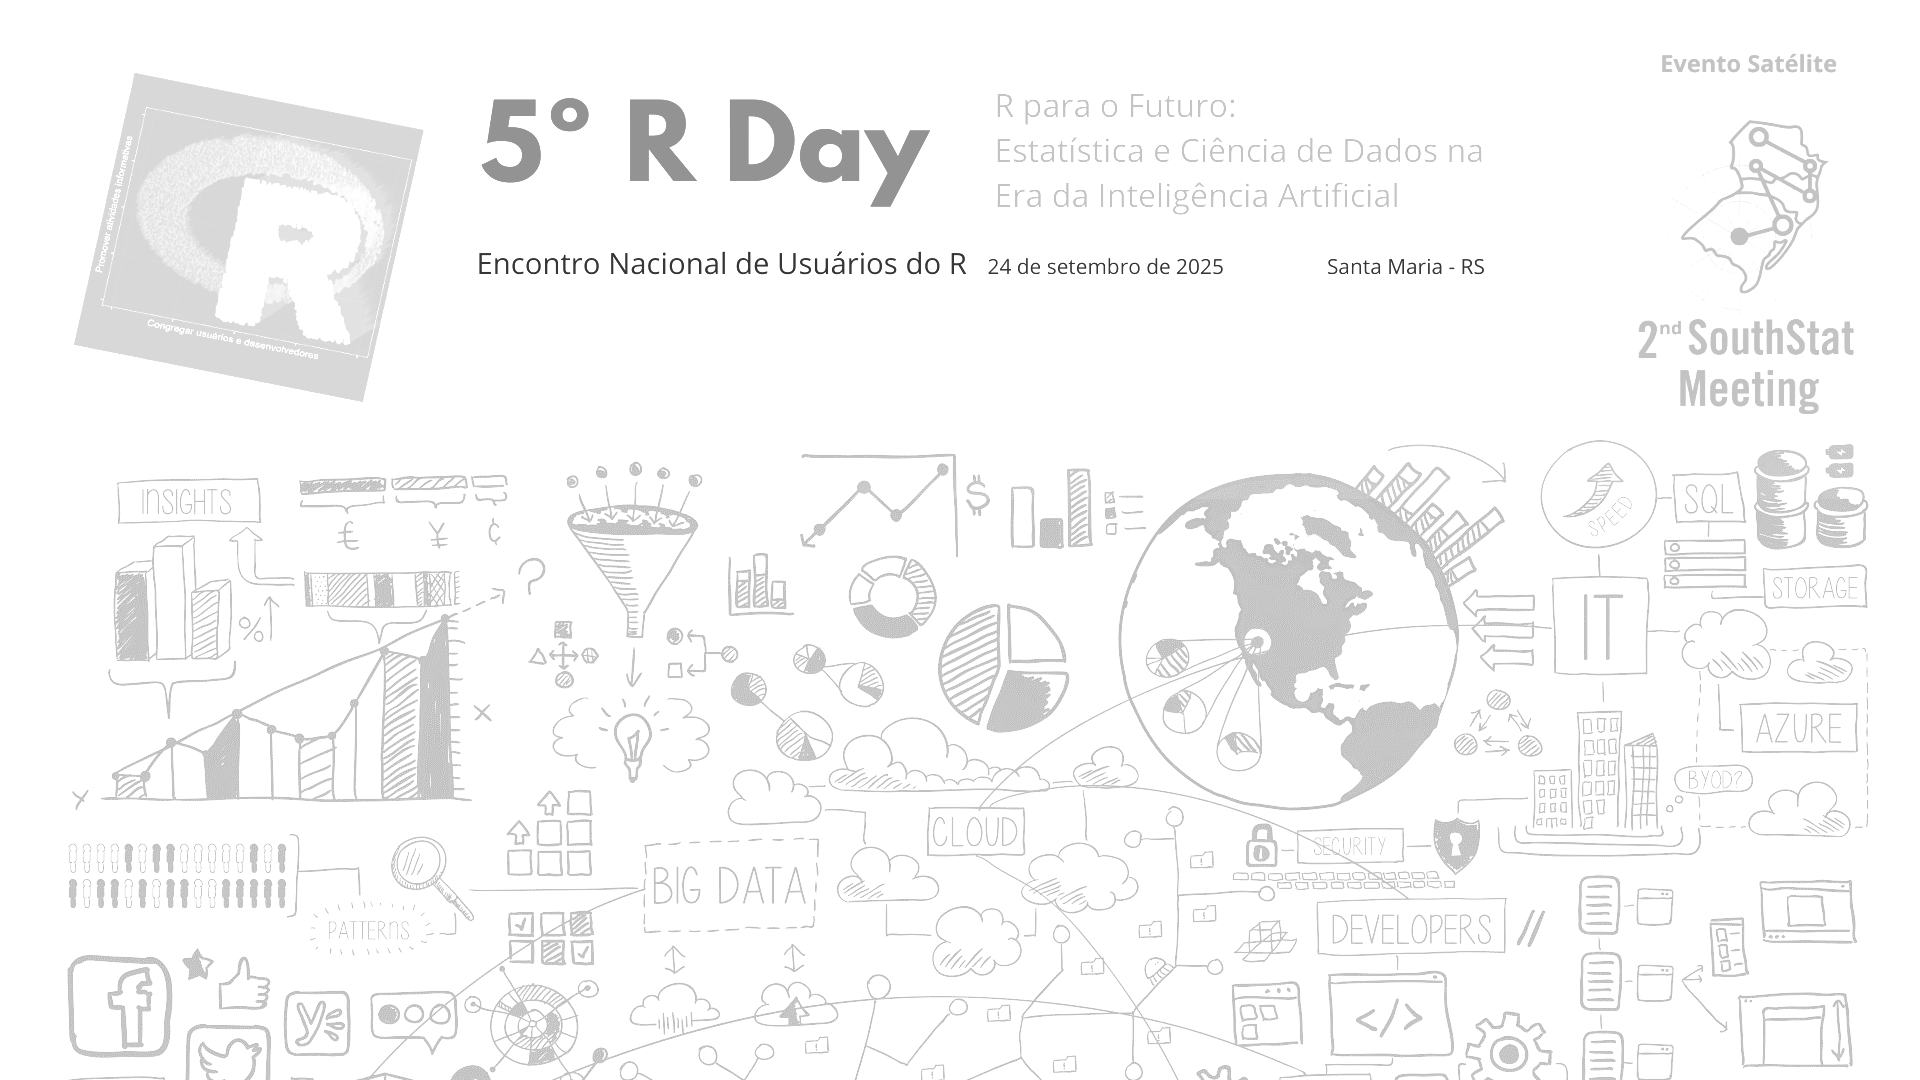 Evento Satélite
5º R Day
R para o Futuro:
Estatística e Ciência de Dados na
Era da Inteligência Artificial
Encontro Nacional de Usuários do R
24 de setembro de 2025
Santa Maria - RS
Promover atividades informativas
Congregar usuários e desenvolvedores
R
2nd SouthStat
Meeting
INSIGHTS
€
¥
¢
%
?
$
SPEED
SQL
STORAGE
IT
AZURE
BYOD?
CLOUD
SECURITY
BIG DATA
PATTERNS
DEVELOPERS //
</>
f
y
x
x